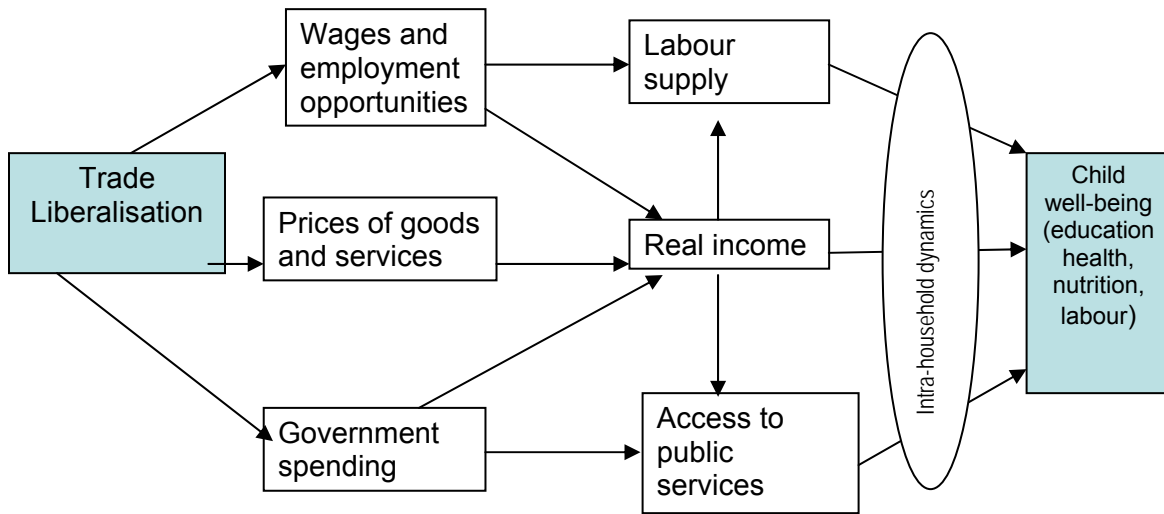 Wages and
employment
opportunities
Labour
supply
Trade
Liberalisation
Prices of goods
and services
Real income
Intra-household dynamics
Child
well-being
(education
health,
nutrition,
labour)
Government
spending
Access to
public
services